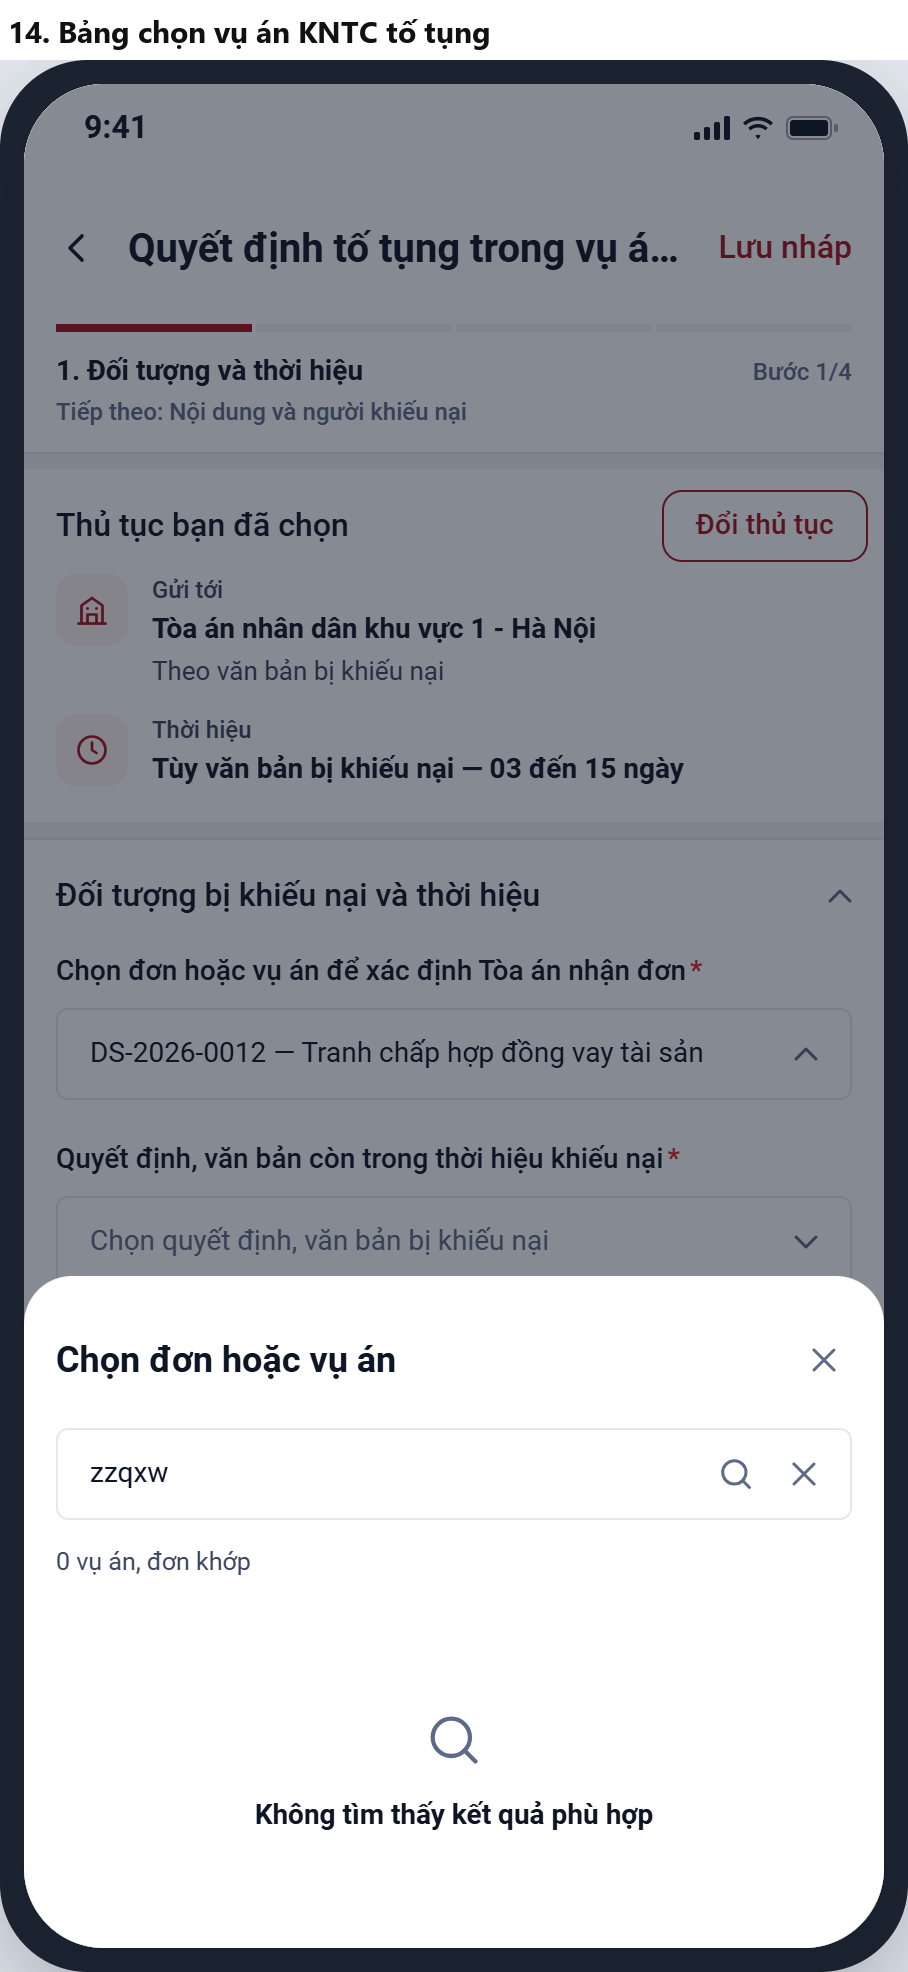 14. Bảng chọn vụ án KNTC tố tụng
9:41
Quyết định tố tụng trong vụ á...
Lưu nháp
1. Đối tượng và thời hiệu
Bước 1/4
Tiếp theo: Nội dung và người khiếu nại
Thủ tục bạn đã chọn
Đổi thủ tục
Gửi tới
Tòa án nhân dân khu vực 1 - Hà Nội
Theo văn bản bị khiếu nại
Thời hiệu
Tùy văn bản bị khiếu nại — 03 đến 15 ngày
Đối tượng bị khiếu nại và thời hiệu
Chọn đơn hoặc vụ án để xác định Tòa án nhận đơn *
DS-2026-0012 — Tranh chấp hợp đồng vay tài sản
Quyết định, văn bản còn trong thời hiệu khiếu nại *
Chọn quyết định, văn bản bị khiếu nại
Chọn đơn hoặc vụ án
zzqxw
0 vụ án, đơn khớp
Không tìm thấy kết quả phù hợp